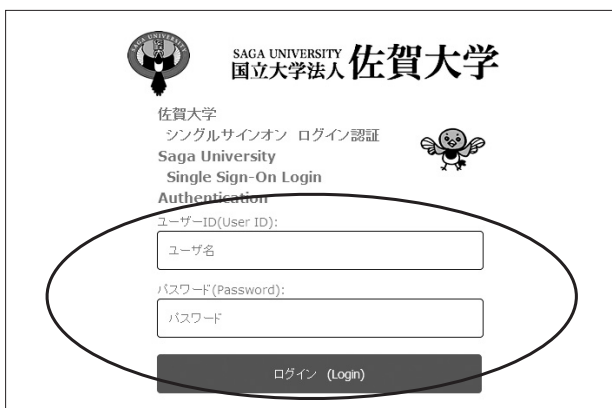 SAGA UNIVERSITY
SAGA UNIVERSITY
国立大学法人 佐賀大学
佐賀大学
シングルサインオン ログイン認証
Saga University
Single Sign-On Login
Authentication
ユーザーID(User ID):
ユーザ名
パスワード(Password):
パスワード
ログイン (Login)